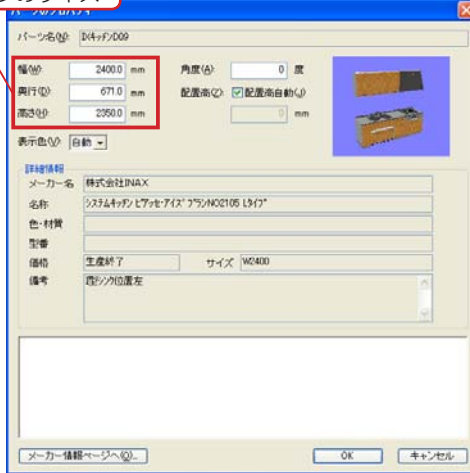 のサイズ
パーツのプロパティ
パーツ名(N): D(キッチン)D09
幅(W): 2400.0 mm 角度(A): 0 度
奥行(D): 671.0 mm 配置高(Z): 配置高自動(J)
高さ(H): 2350.0 mm 0 mm
表示色(V): 自動
詳細情報
メーカー名 株式会社INAX
名称 システムキッチン ピアッセ・アイズ プランNO2105 Lタイプ
色・材質
型番
価格 生産終了 サイズ W2400
備考 段シンク位置左
メーカー情報ページへ(Q)... OK キャンセル